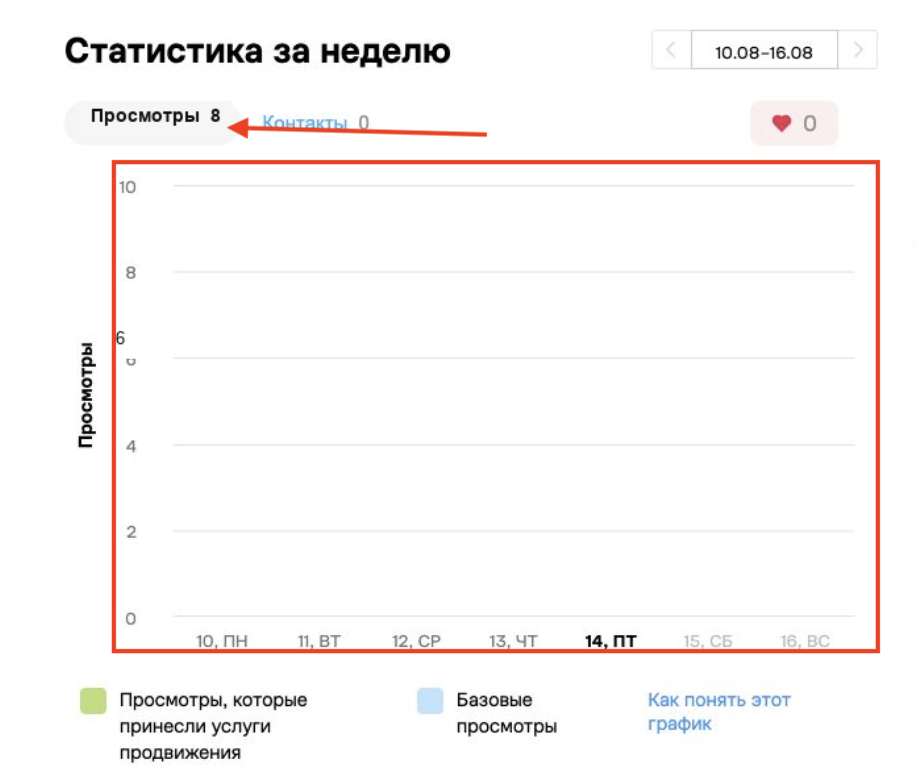 Статистика за неделю
10.08–16.08
Просмотры 8
Контакты 0
0
10
8
6
4
2
0
Просмотры
10, ПН
11, ВТ
12, СР
13, ЧТ
14, ПТ
15, СБ
16, ВС
Просмотры, которые
принесли услуги
продвижения
Базовые
просмотры
Как понять этот
график